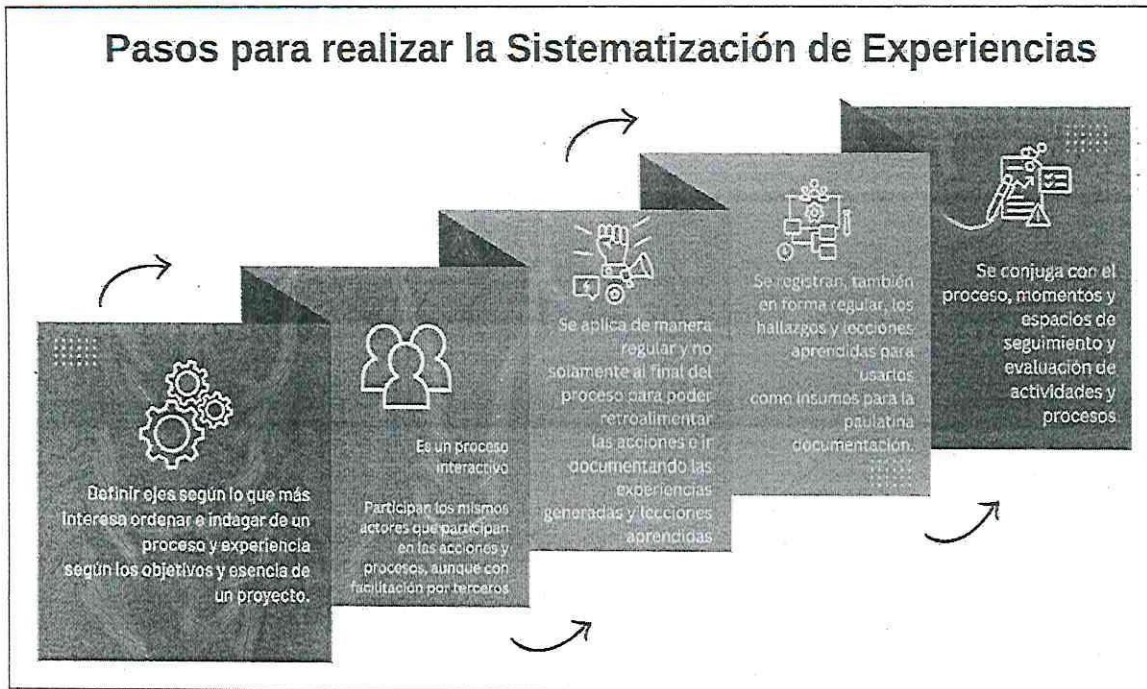 Pasos para realizar la Sistematización de Experiencias
Definir ejes según lo que más
interesa ordenar e indagar de un
proceso y experiencia
según los objetivos y esencia de
un proyecto.
Es un proceso
interactivo
Participan los mismos
actores que participan
en las acciones y
procesos, aunque con
facilitación por terceros
Se aplica de manera
regular y no
solamente al final del
proceso para poder
retroalimentar
las acciones e ir
documentando las
experiencias
generadas y lecciones
aprendidas
Se registran, también
en forma regular, los
hallazgos y lecciones
aprendidas para
usarlos
como insumos para la
paulatina
documentación.
Se conjuga con el
proceso, momentos y
espacios de
seguimiento y
evaluación de
actividades y
procesos